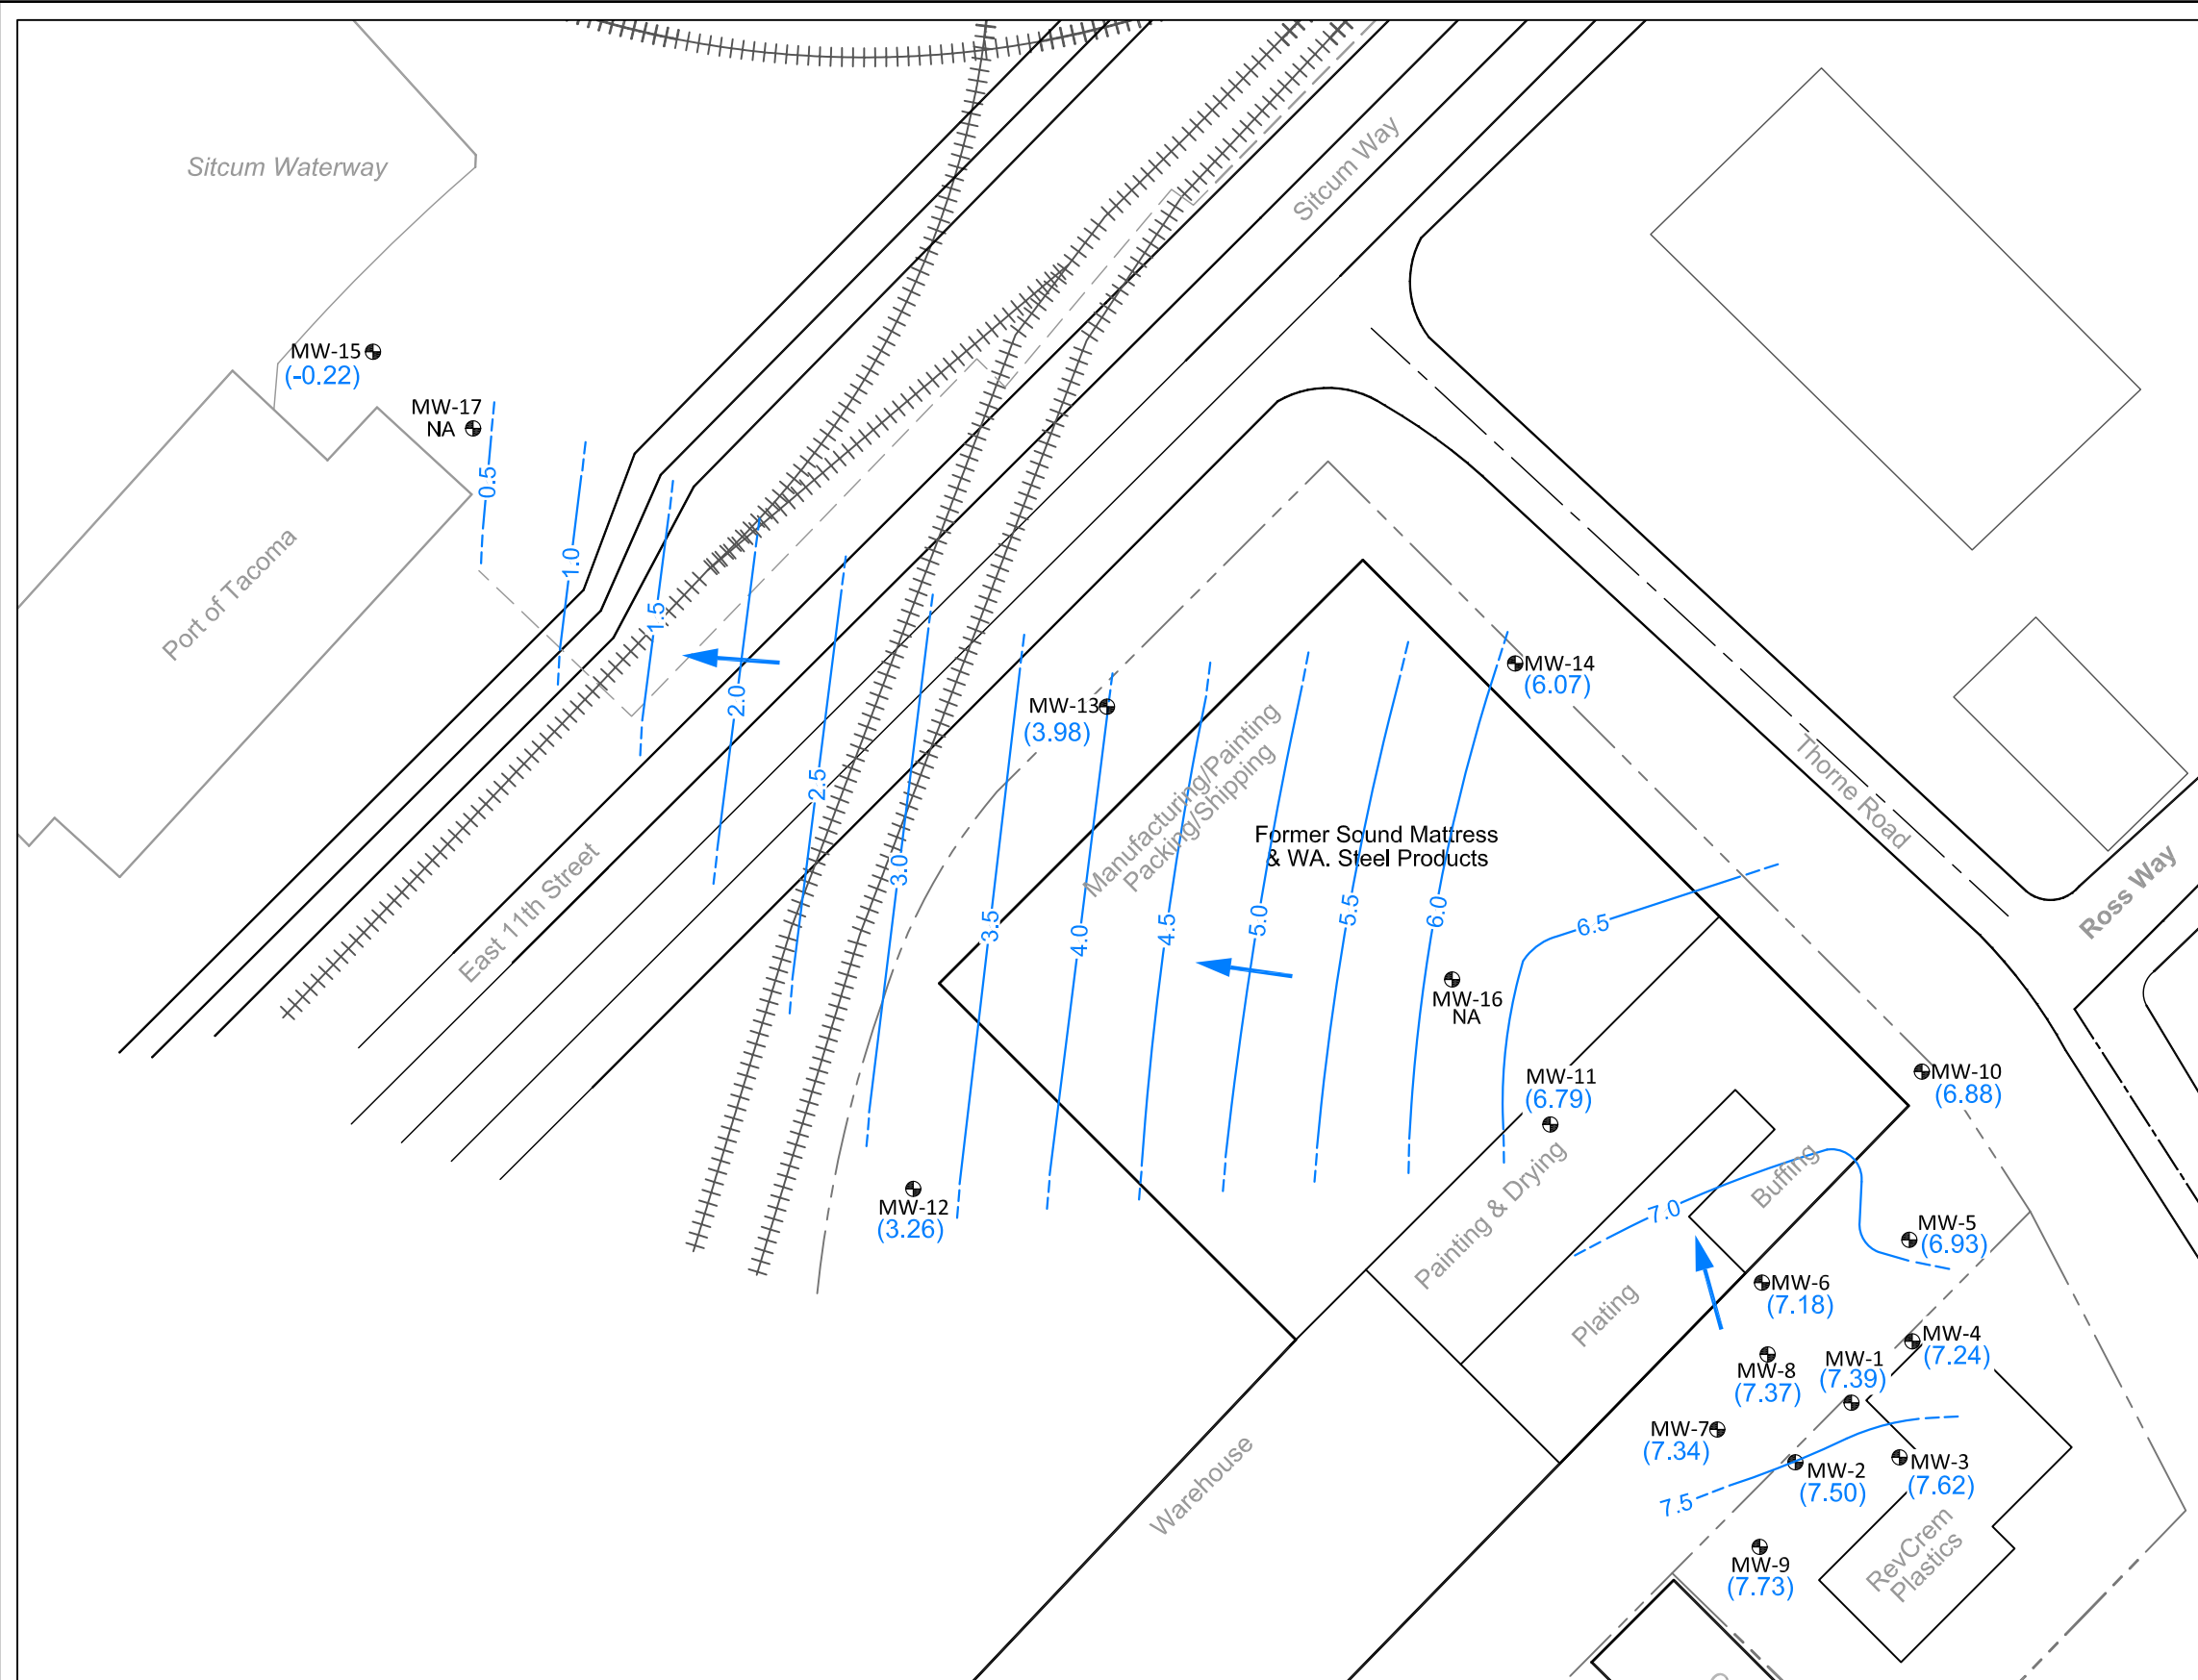 Sitcum Waterway
Sitcum Way
MW-15
(-0.22)
MW-17
NA
0.5
1.0
1.5
2.0
2.5
3.0
3.5
4.0
4.5
5.0
5.5
6.0
6.5
7.0
7.5
Port of Tacoma
East 11th Street
MW-13
(3.98)
MW-14
(6.07)
Manufacturing/Painting
Packing/Shipping
Former Sound Mattress
& WA. Steel Products
Thorne Road
Ross Way
MW-16
NA
MW-11
(6.79)
MW-10
(6.88)
MW-12
(3.26)
Painting & Drying
Buffing
Plating
MW-5
(6.93)
MW-6
(7.18)
MW-4
(7.24)
MW-1
(7.39)
MW-8
(7.37)
MW-7
(7.34)
MW-2
(7.50)
MW-3
(7.62)
MW-9
(7.73)
Warehouse
RevCrem
Plastics